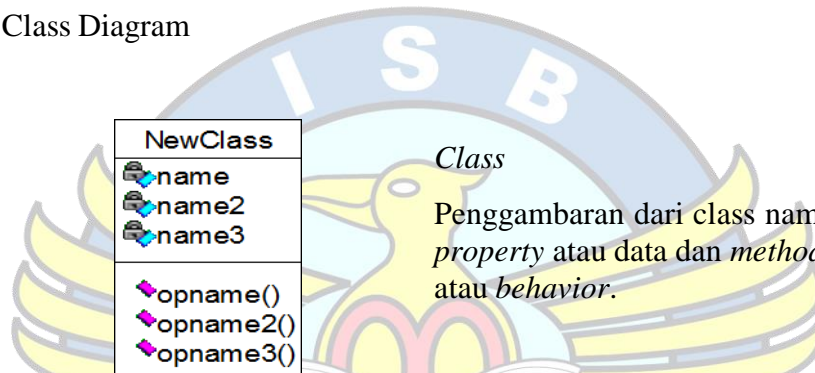 Class Diagram
I S B
NewClass
name
name2
name3
opname()
opname2()
opname3()
Class
Penggambaran dari class nam
property atau data dan method
atau behavior.